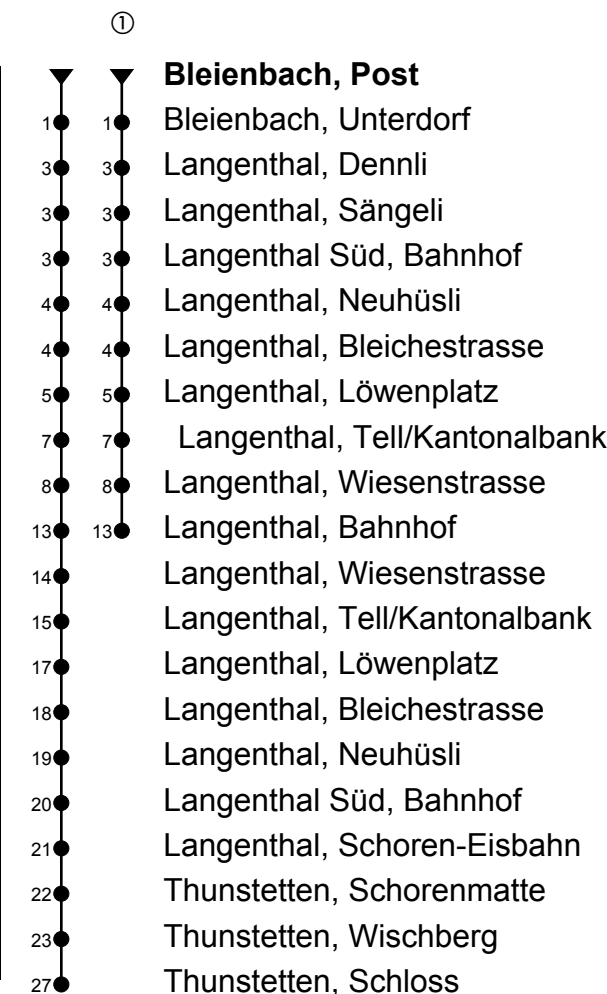 ①
Bleienbach, Post
1 1 Bleienbach, Unterdorf
3 3 Langenthal, Dennli
3 3 Langenthal, Sängeli
3 3 Langenthal Süd, Bahnhof
4 4 Langenthal, Neuhüsli
4 4 Langenthal, Bleichestrasse
5 5 Langenthal, Löwenplatz
7 7 Langenthal, Tell/Kantonalbank
8 8 Langenthal, Wiesenstrasse
13 13 Langenthal, Bahnhof
14 Langenthal, Wiesenstrasse
15 Langenthal, Tell/Kantonalbank
17 Langenthal, Löwenplatz
18 Langenthal, Bleichestrasse
19 Langenthal, Neuhüsli
20 Langenthal Süd, Bahnhof
21 Langenthal, Schoren-Eisbahn
22 Thunstetten, Schorenmatte
23 Thunstetten, Wischberg
27 Thunstetten, Schloss